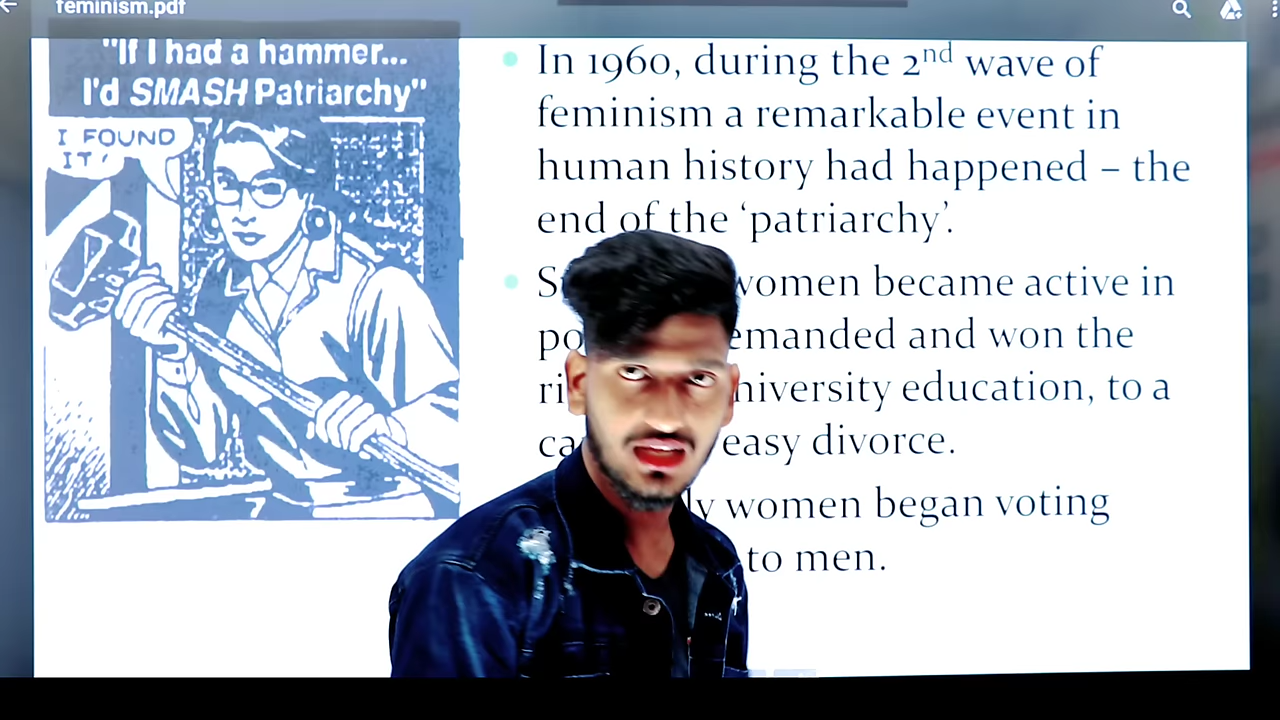 feminism.pdf
"If I had a hammer...
I'd SMASH Patriarchy"
I FOUND
IT!
• In 1960, during the 2nd wave of
feminism a remarkable event in
human history had happened – the
end of the 'patriarchy'.
• women became active in
and won the
university education, to a
easy divorce.
women began voting
to men.